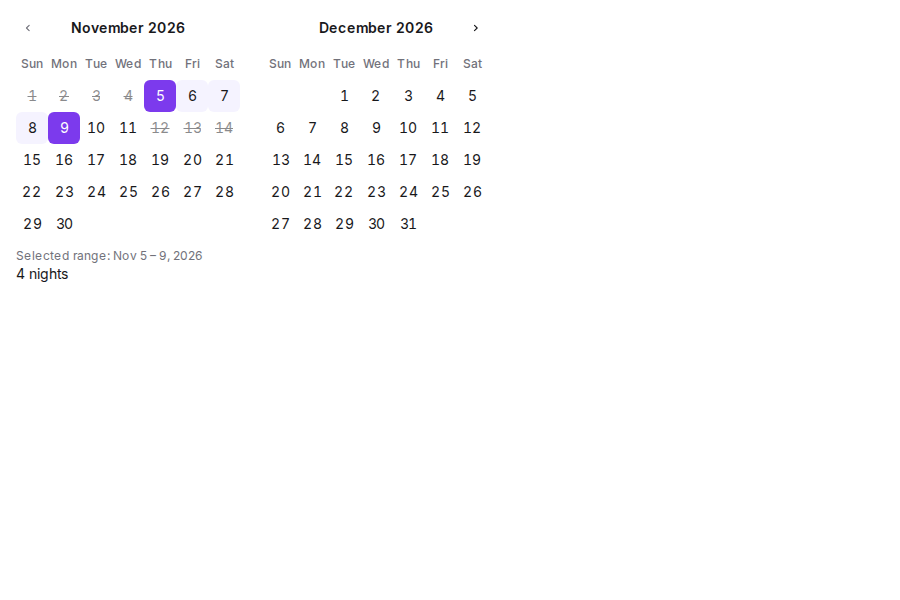 ‹ November 2026
Sun Mon Tue Wed Thu Fri Sat
1 2 3 4 5 6 7
8 9 10 11 12 13 14
15 16 17 18 19 20 21
22 23 24 25 26 27 28
29 30
December 2026 ›
Sun Mon Tue Wed Thu Fri Sat
1 2 3 4 5
6 7 8 9 10 11 12
13 14 15 16 17 18 19
20 21 22 23 24 25 26
27 28 29 30 31
Selected range: Nov 5 – 9, 2026
4 nights